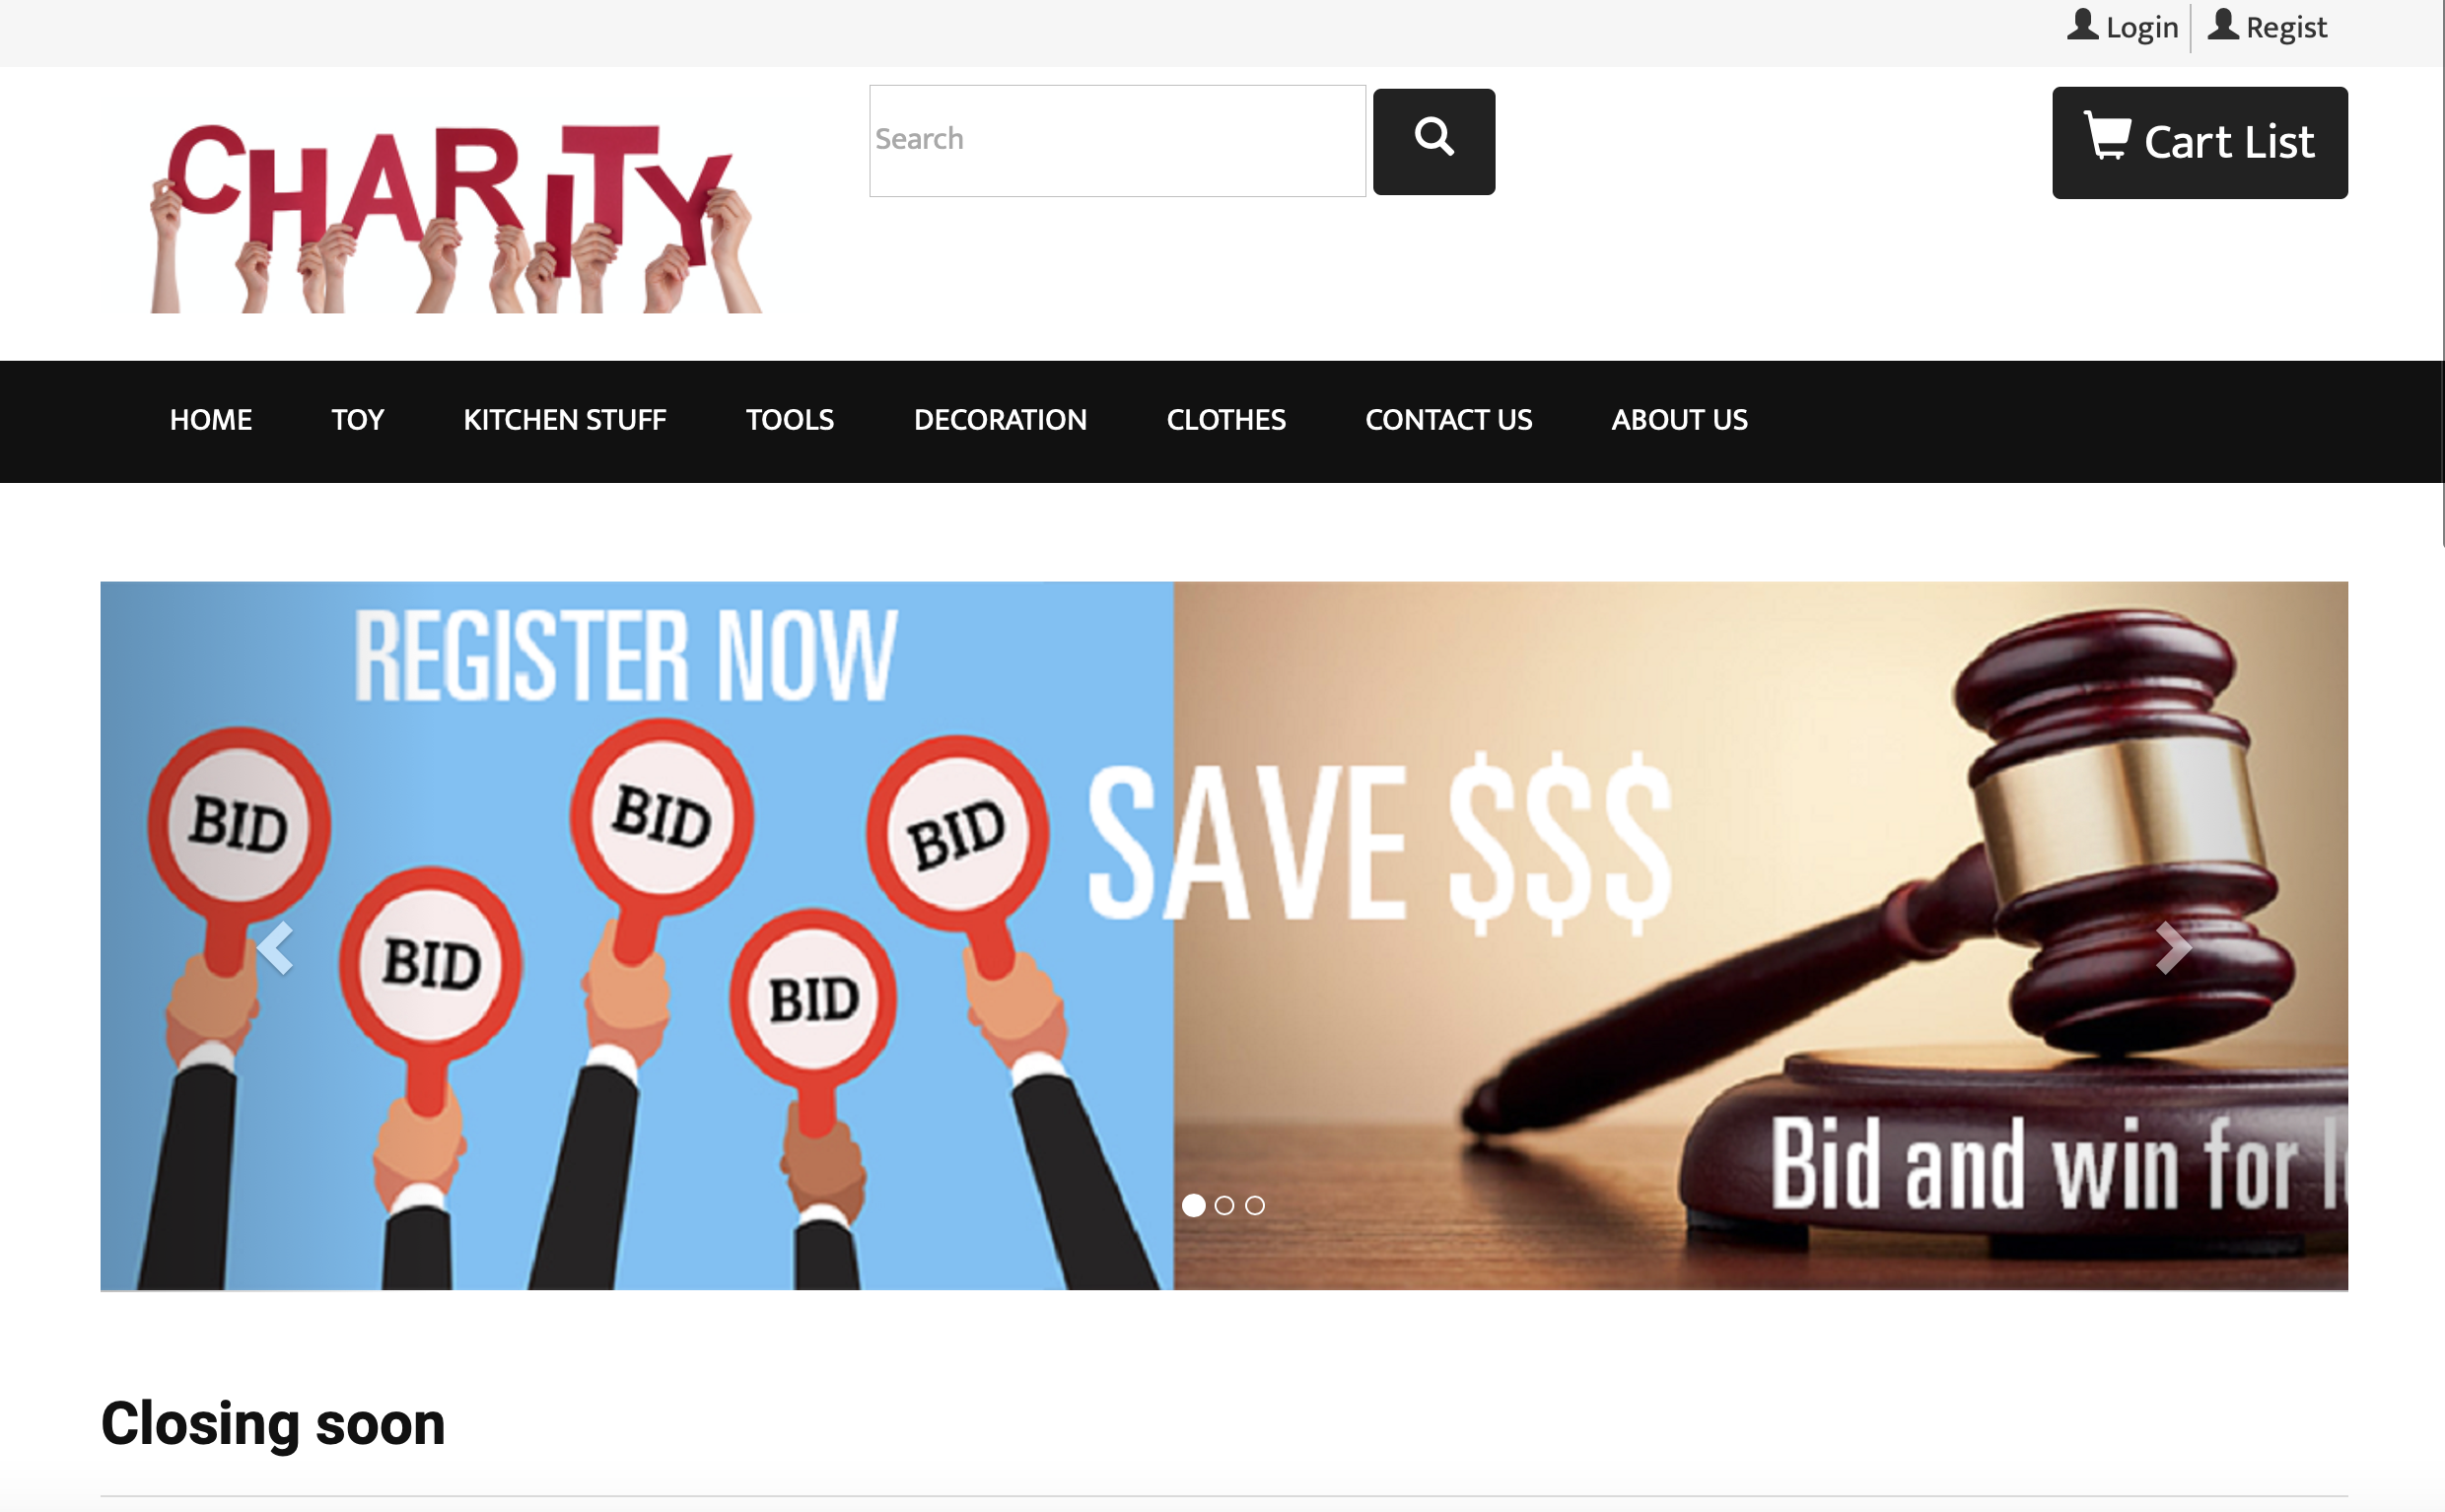 Login Regist
CHARITY
Search
Cart List
HOME TOY KITCHEN STUFF TOOLS DECORATION CLOTHES CONTACT US ABOUT US
REGISTER NOW
SAVE $$$
BID
BID
BID
BID
BID
Bid and win for
Closing soon